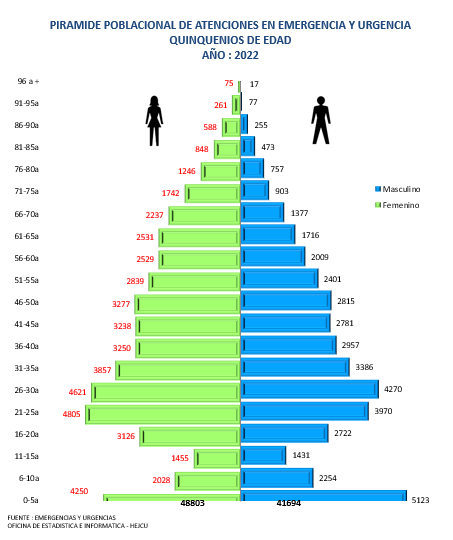 PIRAMIDE POBLACIONAL DE ATENCIONES EN EMERGENCIA Y URGENCIA
QUINQUENIOS DE EDAD
AÑO : 2022
96 a + 75 17
91-95a 261 77
86-90a 588 255
81-85a 848 473
76-80a 1246 757
71-75a 1742 903
Masculino
66-70a 2237 1377
Femenino
61-65a 2531 1716
56-60a 2529 2009
51-55a 2839 2401
46-50a 3277 2815
41-45a 3238 2781
36-40a 3250 2957
31-35a 3857 3386
26-30a 4621 4270
21-25a 4805 3970
16-20a 3126 2722
11-15a 1455 1431
6-10a 2028 2254
0-5a 4250 5123
48803 41694
FUENTE : EMERGENCIAS Y URGENCIAS
OFICINA DE ESTADISTICA E INFORMATICA - HEJCU